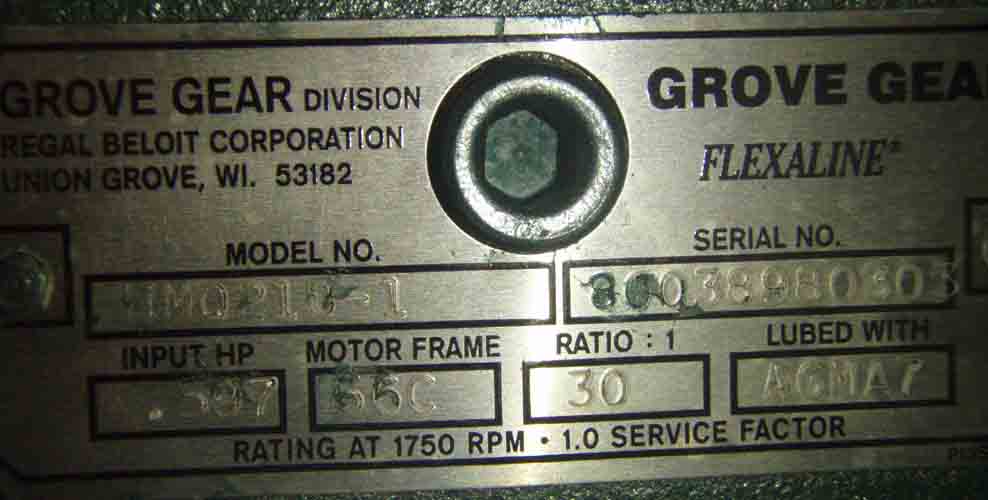 GROVE GEAR DIVISION
REGAL BELOIT CORPORATION
UNION GROVE, WI. 53182
GROVE GEA
FLEXALINE®
MODEL NO.
SERIAL NO.
INPUT HP
MOTOR FRAME
56C
RATIO : 1
30
LUBED WITH
AGMA7
RATING AT 1750 RPM • 1.0 SERVICE FACTOR